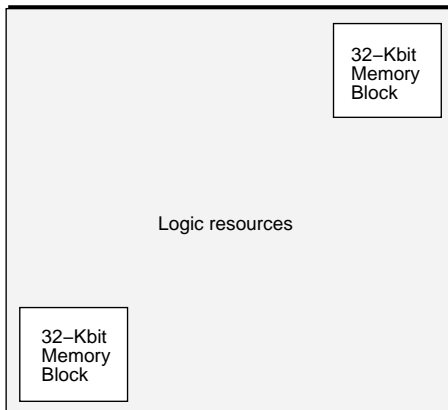 32−Kbit
Memory
Block
Logic resources
32−Kbit
Memory
Block